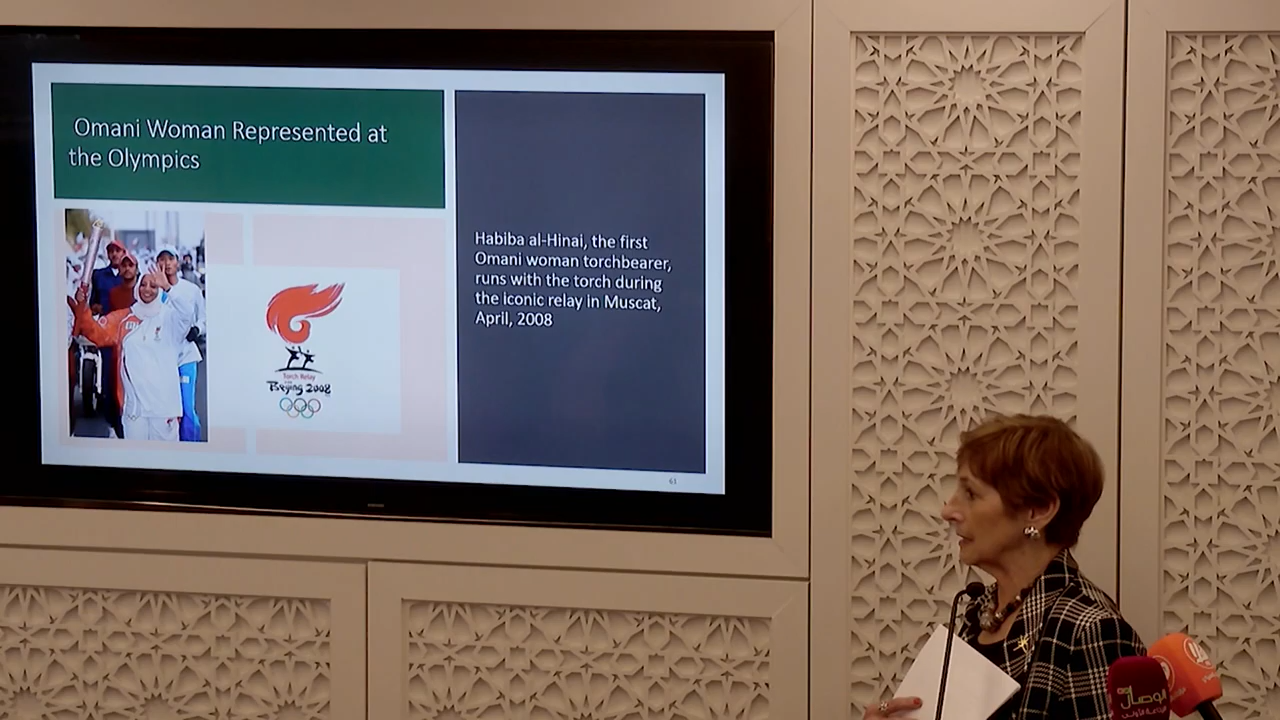 Omani Woman Represented at
the Olympics
Habiba al-Hinai, the first
Omani woman torchbearer,
runs with the torch during
the iconic relay in Muscat,
April, 2008
Torch Relay
Beijing 2008
61
الوصال